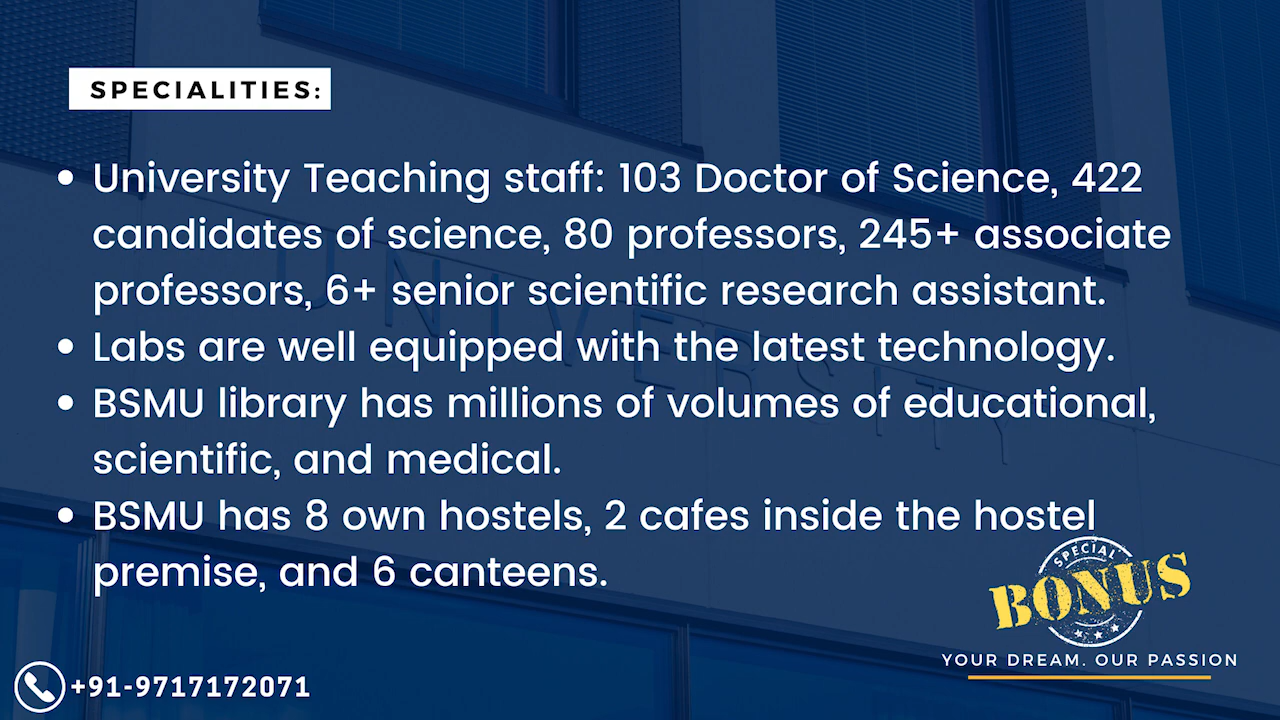 SPECIALITIES:
• University Teaching staff: 103 Doctor of Science, 422
candidates of science, 80 professors, 245+ associate
professors, 6+ senior scientific research assistant.
• Labs are well equipped with the latest technology.
UNIVERSITY
• BSMU library has millions of volumes of educational,
scientific, and medical.
• BSMU has 8 own hostels, 2 cafes inside the hostel
premise, and 6 canteens.
SPECIAL
BONUS
YOUR DREAM. OUR PASSION
+91-9717172071